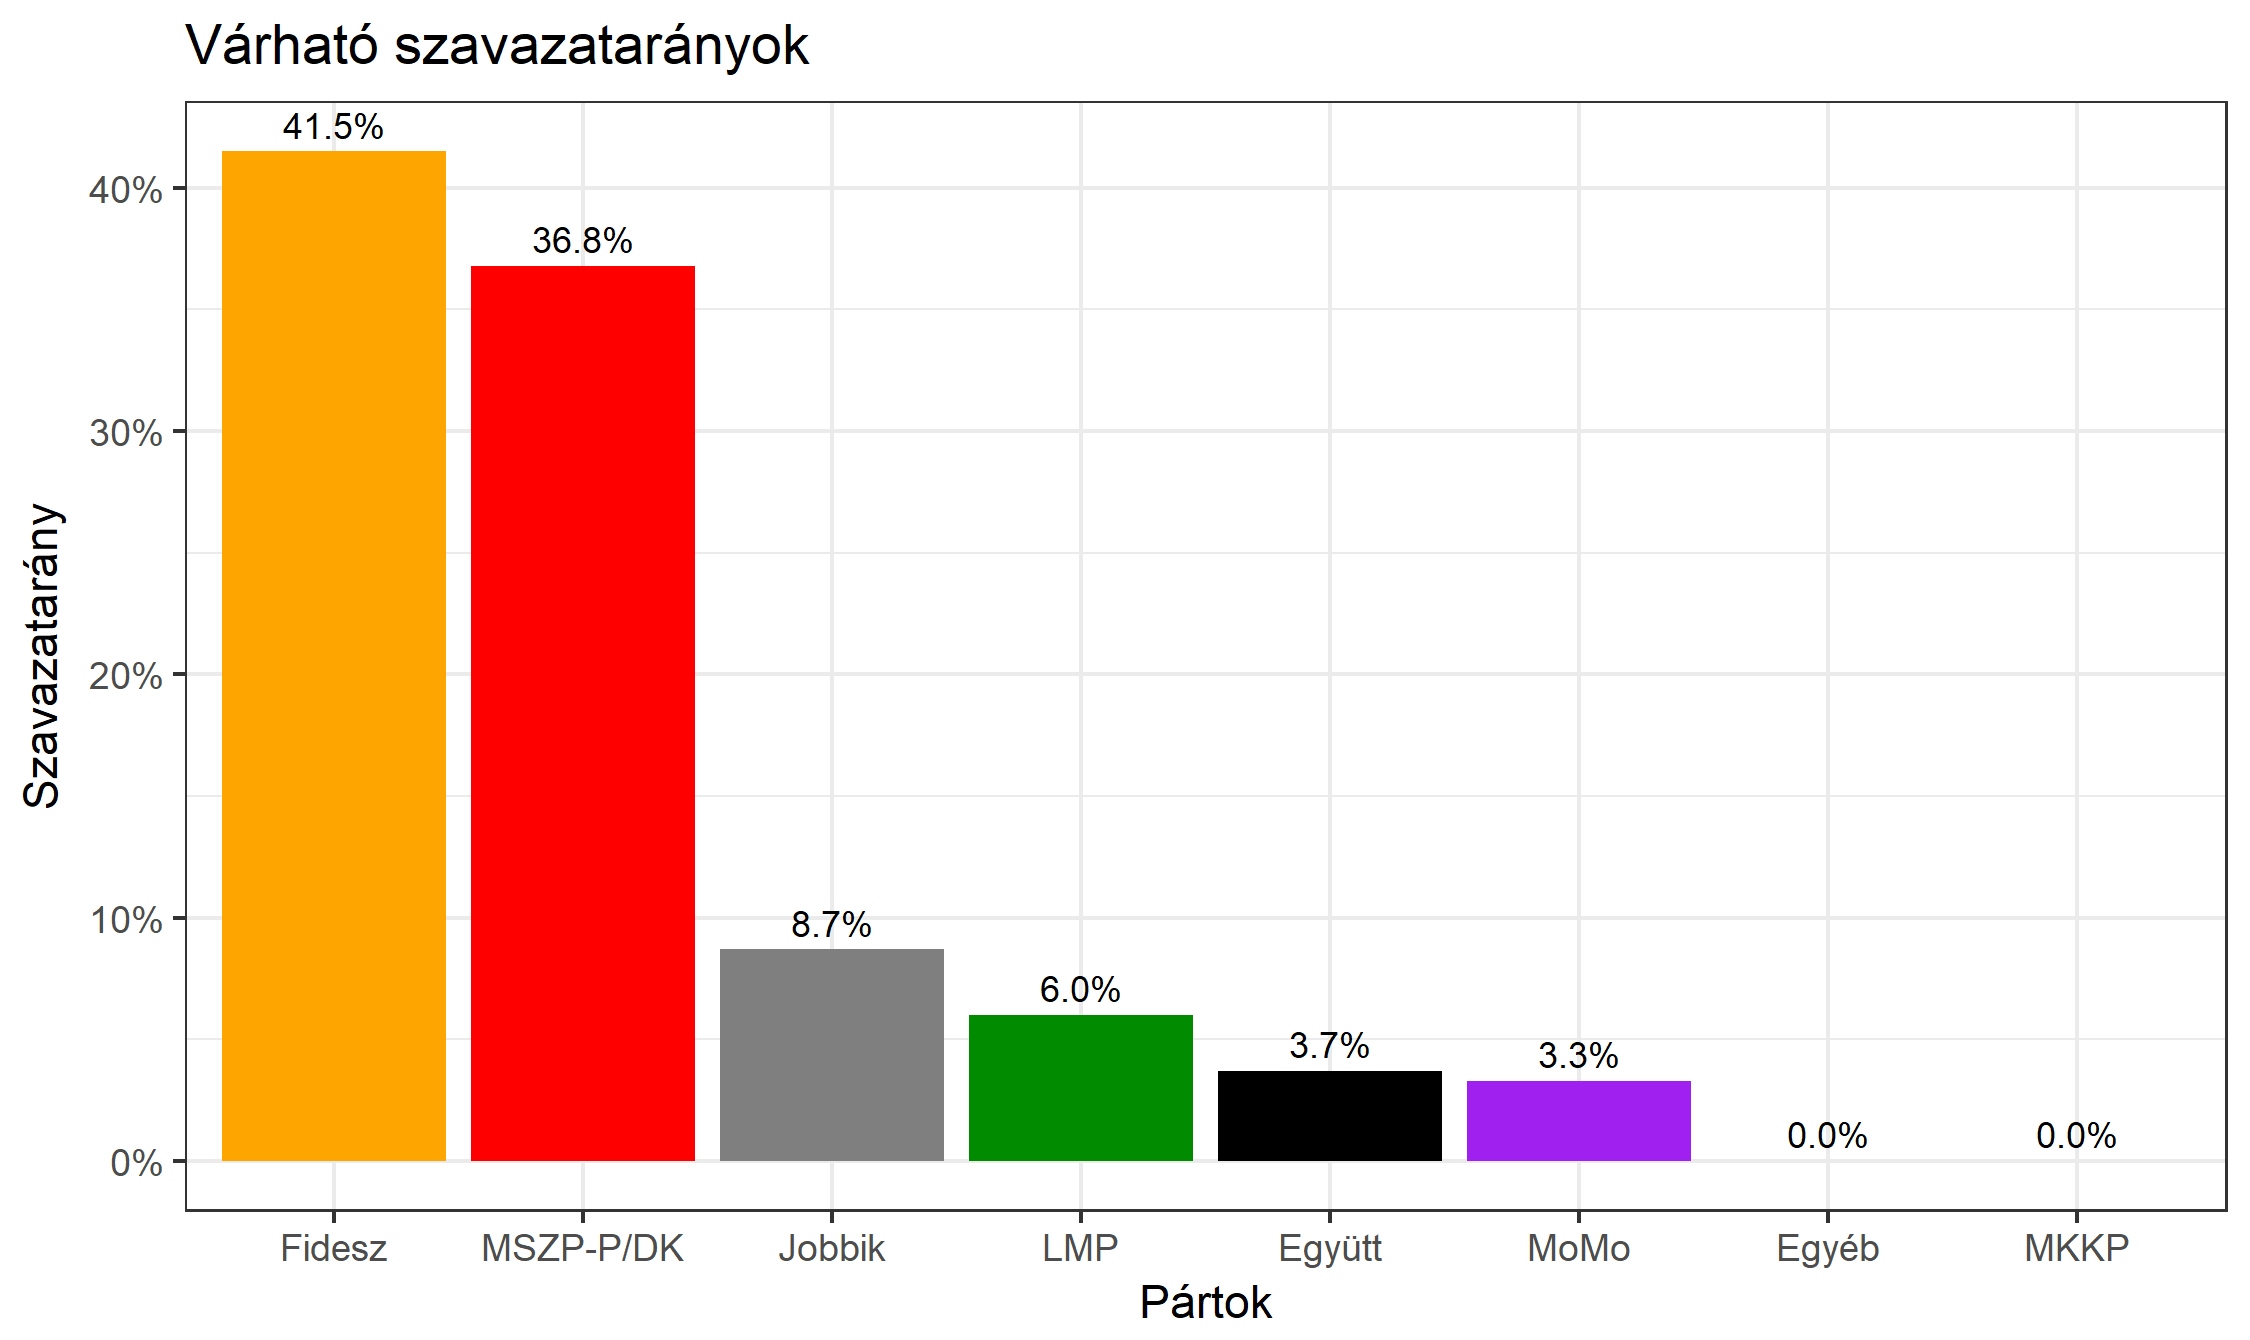 Várható szavazatarányok
Szavazatarány
40%
30%
20%
10%
0%
41.5%
36.8%
8.7%
6.0%
3.7%
3.3%
0.0%
0.0%
Fidesz
MSZP-P/DK
Jobbik
LMP
Együtt
MoMo
Egyéb
MKKP
Pártok